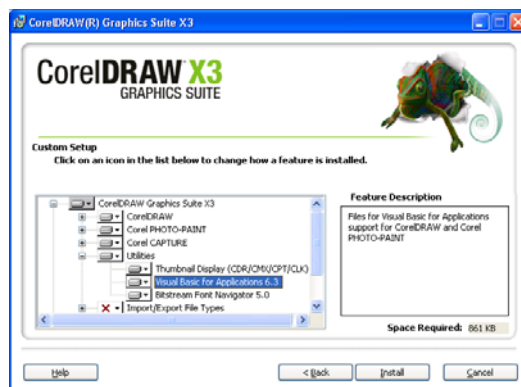 CorelDRAW(R) Graphics Suite X3
CorelDRAW X3
GRAPHICS SUITE
Custom Setup
Click on an icon in the list below to change how a feature is installed.
CorelDRAW Graphics Suite X3
CorelDRAW
Corel PHOTO-PAINT
Corel CAPTURE
Utilities
Thumbnail Display (CDR/CMX/CPT/CLK)
Visual Basic for Applications 6.3
Bitstream Font Navigator 5.0
Import/Export File Types
Feature Description
Files for Visual Basic for Applications
support for CorelDRAW and Corel
PHOTO-PAINT
Space Required: 861 KB
Help
< Back
Install
Cancel